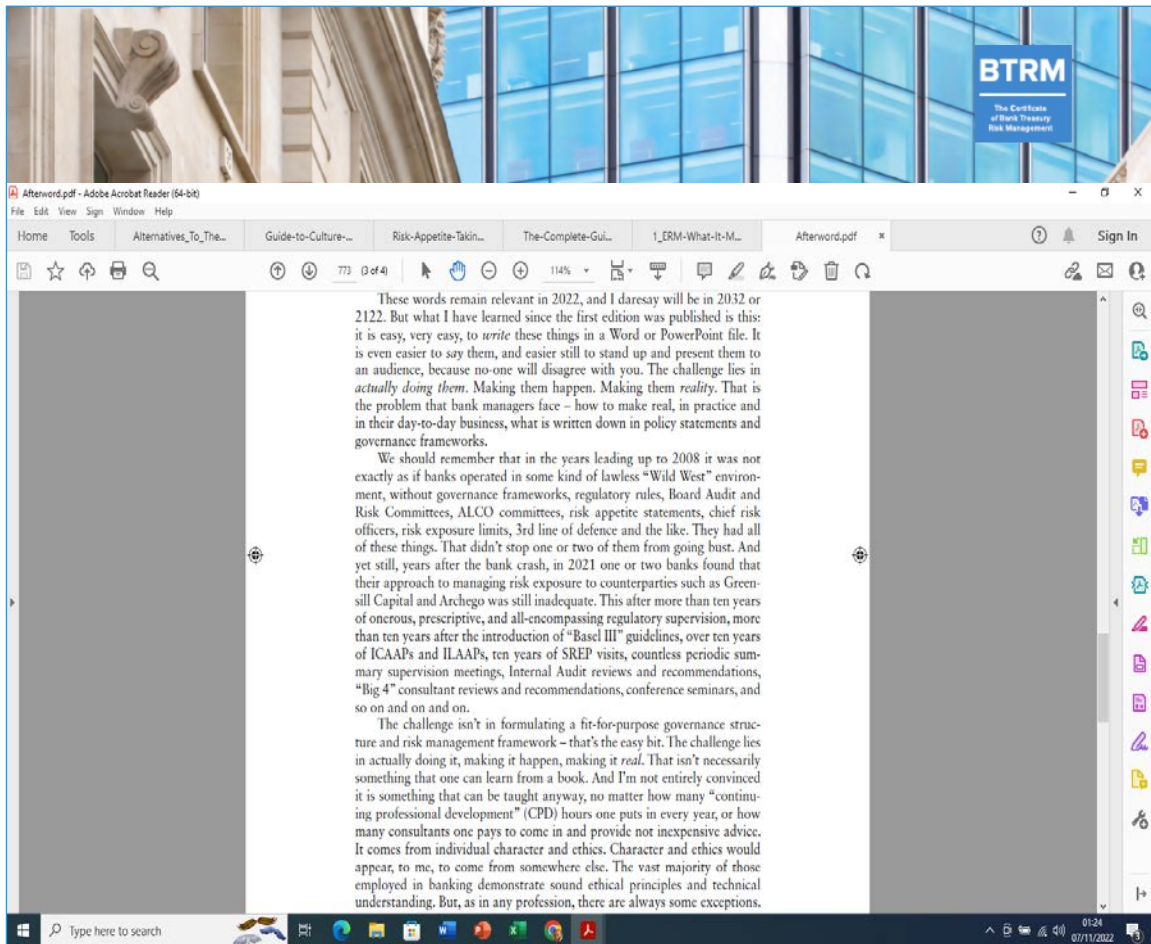 BTRM
The Certificate
of Bank Treasury
Risk Management
Afterword.pdf - Adobe Acrobat Reader (64-bit)
File Edit View Sign Window Help
Home Tools Alternatives_To_The... Guide-to-Culture-... Risk-Appetite-Takin... The-Complete-Gui... 1_ERM-What-It-M... Afterword.pdf × Sign In
773 (3 of 4) 114%
These words remain relevant in 2022, and I daresay will be in 2032 or
2122. But what I have learned since the first edition was published is this:
it is easy, very easy, to write these things in a Word or PowerPoint file. It
is even easier to say them, and easier still to stand up and present them to
an audience, because no-one will disagree with you. The challenge lies in
actually doing them. Making them happen. Making them reality. That is
the problem that bank managers face – how to make real, in practice and
in their day-to-day business, what is written down in policy statements and
governance frameworks.
We should remember that in the years leading up to 2008 it was not
exactly as if banks operated in some kind of lawless “Wild West” environ-
ment, without governance frameworks, regulatory rules, Board Audit and
Risk Committees, ALCO committees, risk appetite statements, chief risk
officers, risk exposure limits, 3rd line of defence and the like. They had all
of these things. That didn’t stop one or two of them from going bust. And
yet still, years after the bank crash, in 2021 one or two banks found that
their approach to managing risk exposure to counterparties such as Green-
sill Capital and Archego was still inadequate. This after more than ten years
of onerous, prescriptive, and all-encompassing regulatory supervision, more
than ten years after the introduction of “Basel III” guidelines, over ten years
of ICAAPs and ILAAPs, ten years of SREP visits, countless periodic sum-
mary supervision meetings, Internal Audit reviews and recommendations,
“Big 4” consultant reviews and recommendations, conference seminars, and
so on and on and on.
The challenge isn’t in formulating a fit-for-purpose governance struc-
ture and risk management framework – that’s the easy bit. The challenge lies
in actually doing it, making it happen, making it real. That isn’t necessarily
something that one can learn from a book. And I’m not entirely convinced
it is something that can be taught anyway, no matter how many “continu-
ing professional development” (CPD) hours one puts in every year, or how
many consultants one pays to come in and provide not inexpensive advice.
It comes from individual character and ethics. Character and ethics would
appear, to me, to come from somewhere else. The vast majority of those
employed in banking demonstrate sound ethical principles and technical
understanding. But, as in any profession, there are always some exceptions.
Type here to search
01:24
07/11/2022